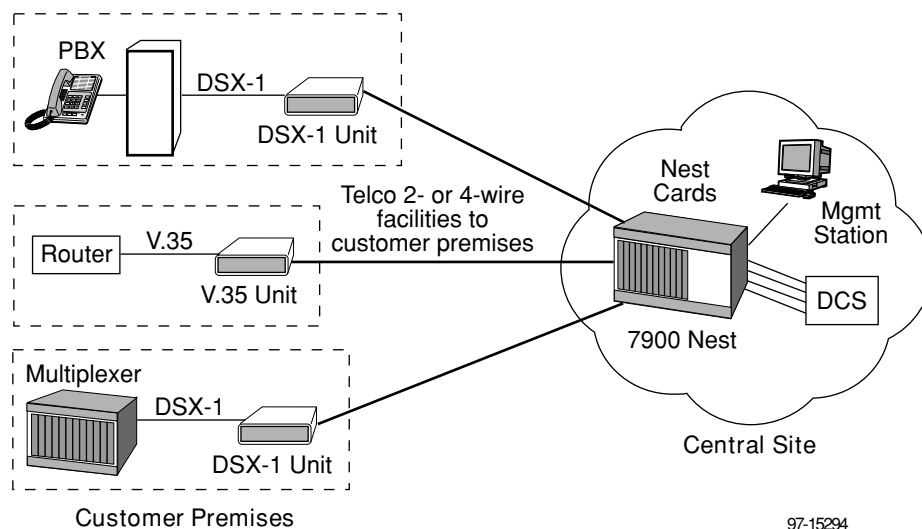 PBX
DSX-1
DSX-1 Unit
Telco 2- or 4-wire
facilities to
customer premises
Router
V.35
V.35 Unit
Multiplexer
DSX-1
DSX-1 Unit
Customer Premises
Nest
Cards
Mgmt
Station
DCS
7900 Nest
Central Site
97-15294